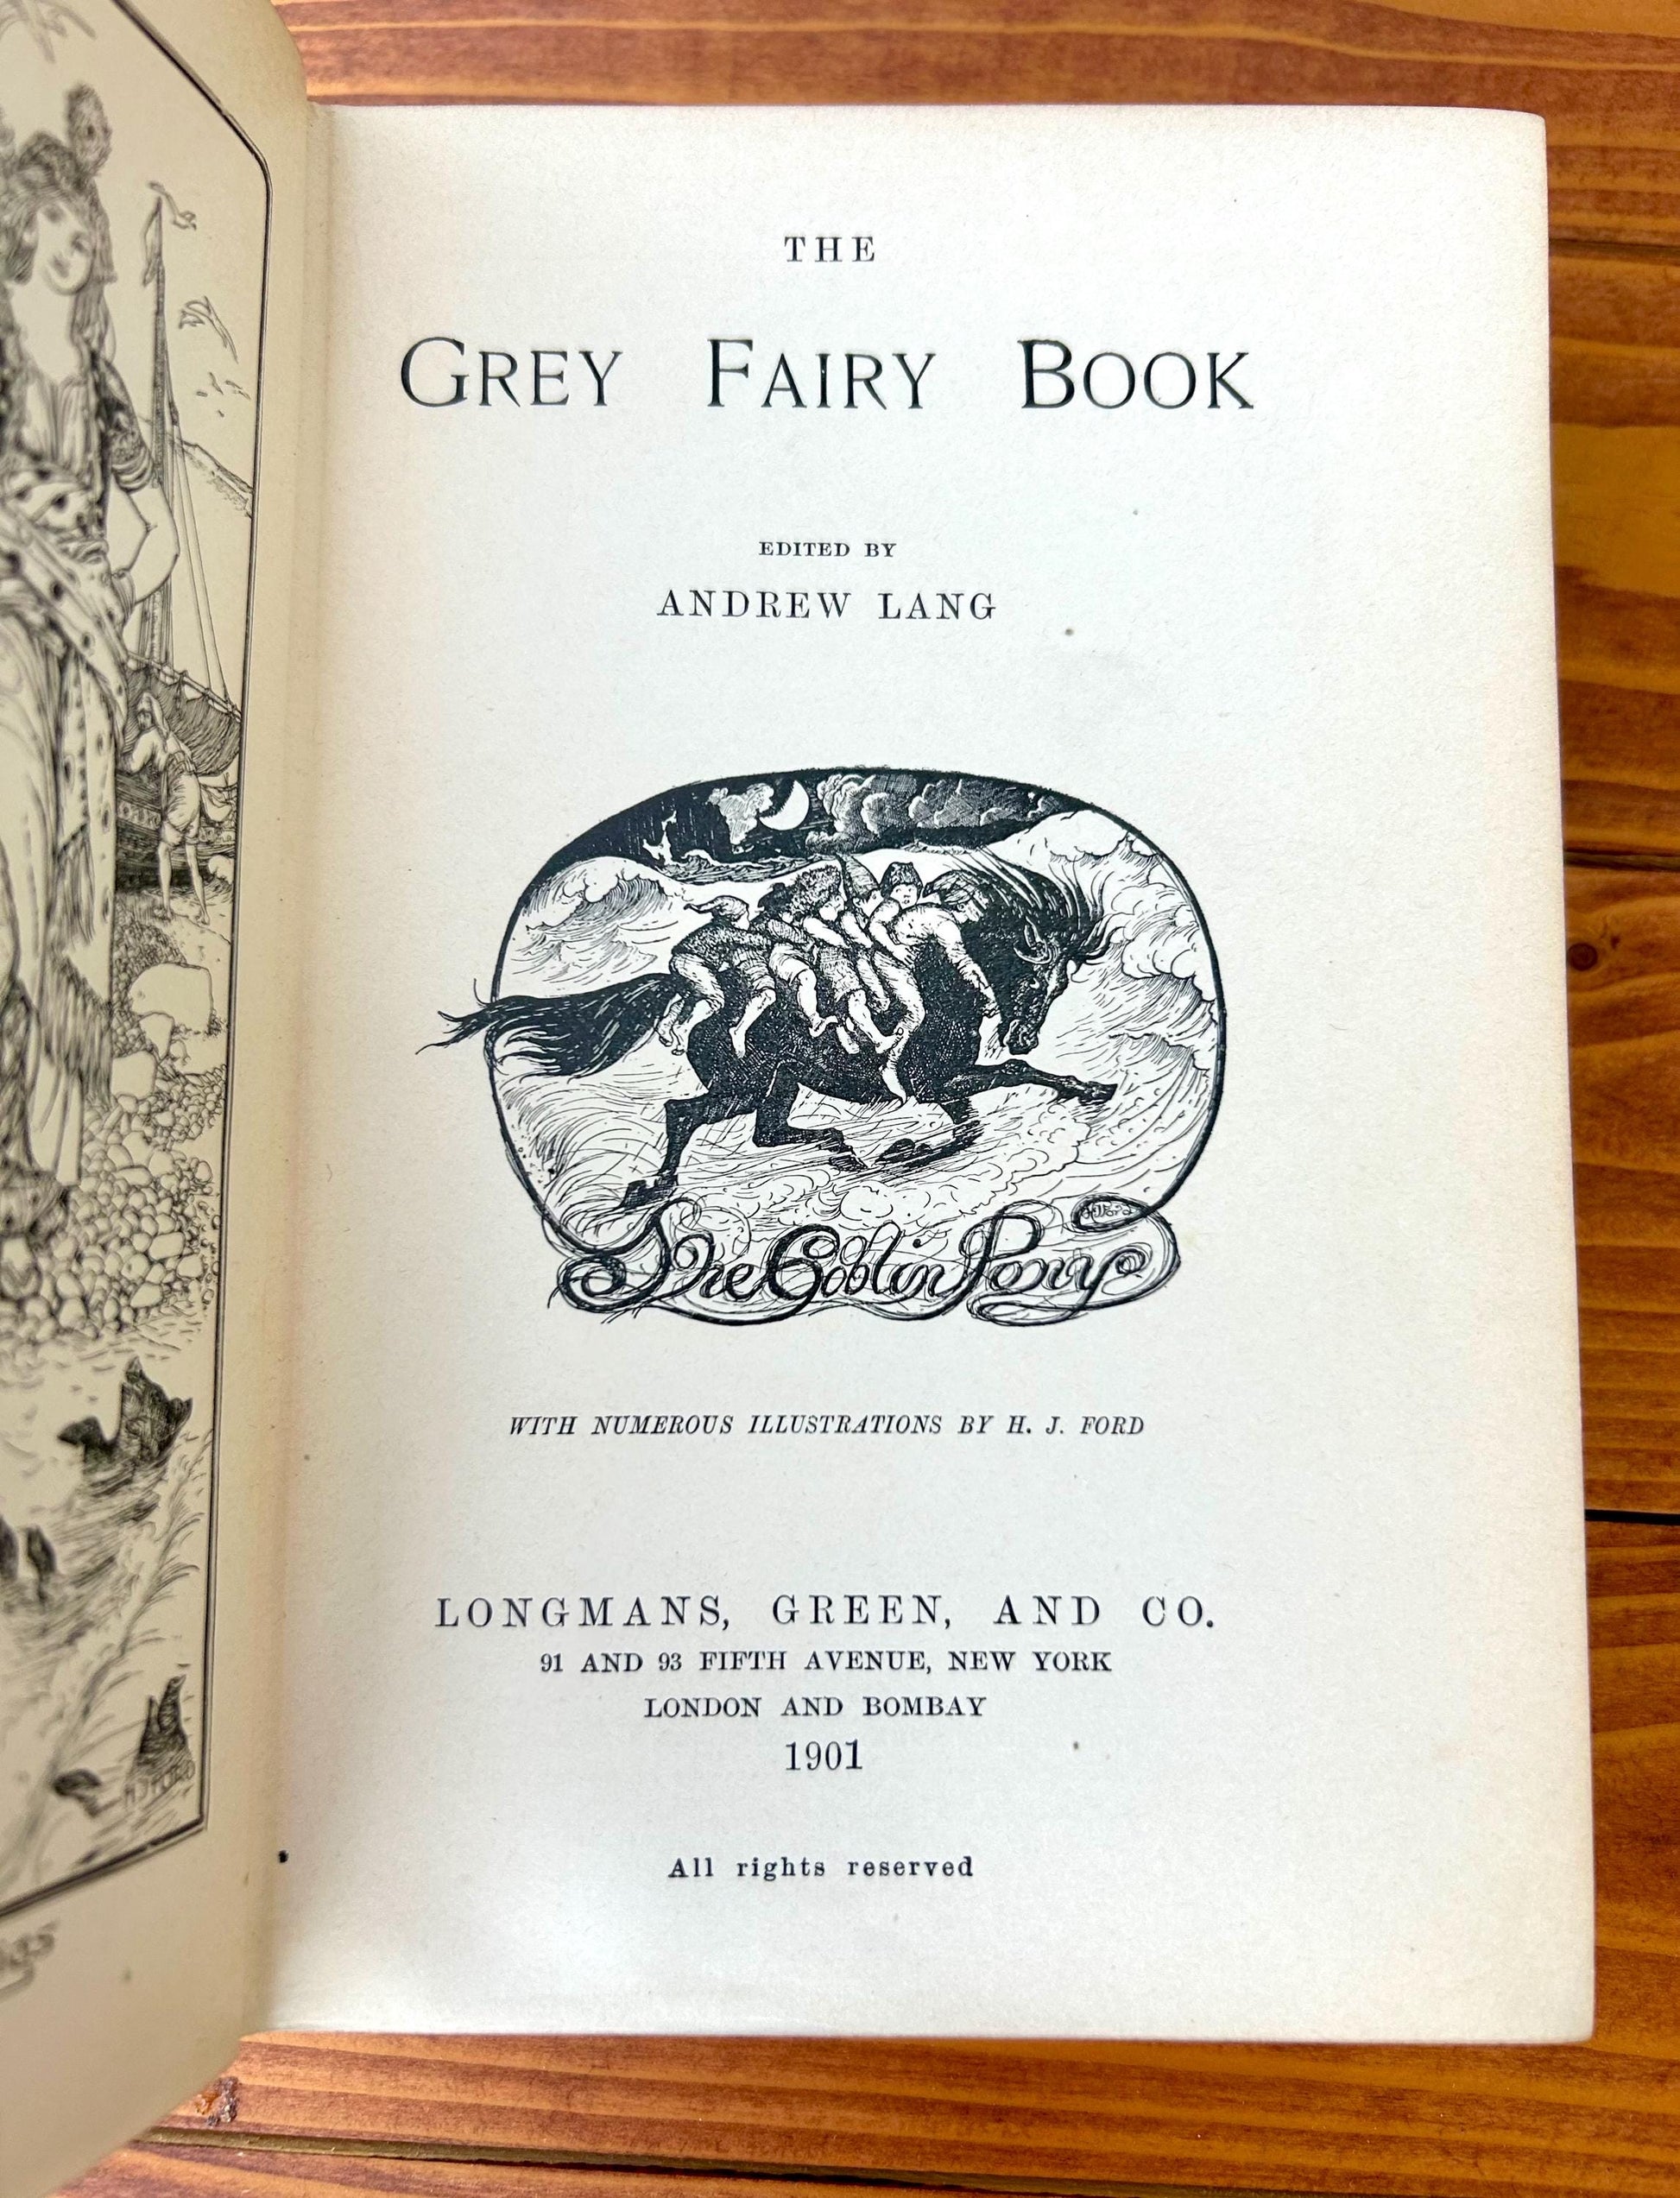 THE
GREY FAIRY BOOK
EDITED BY
ANDREW LANG
The Goblin Pony
WITH NUMEROUS ILLUSTRATIONS BY H. J. FORD
LONGMANS, GREEN, AND CO.
91 AND 93 FIFTH AVENUE, NEW YORK
LONDON AND BOMBAY
1901
All rights reserved